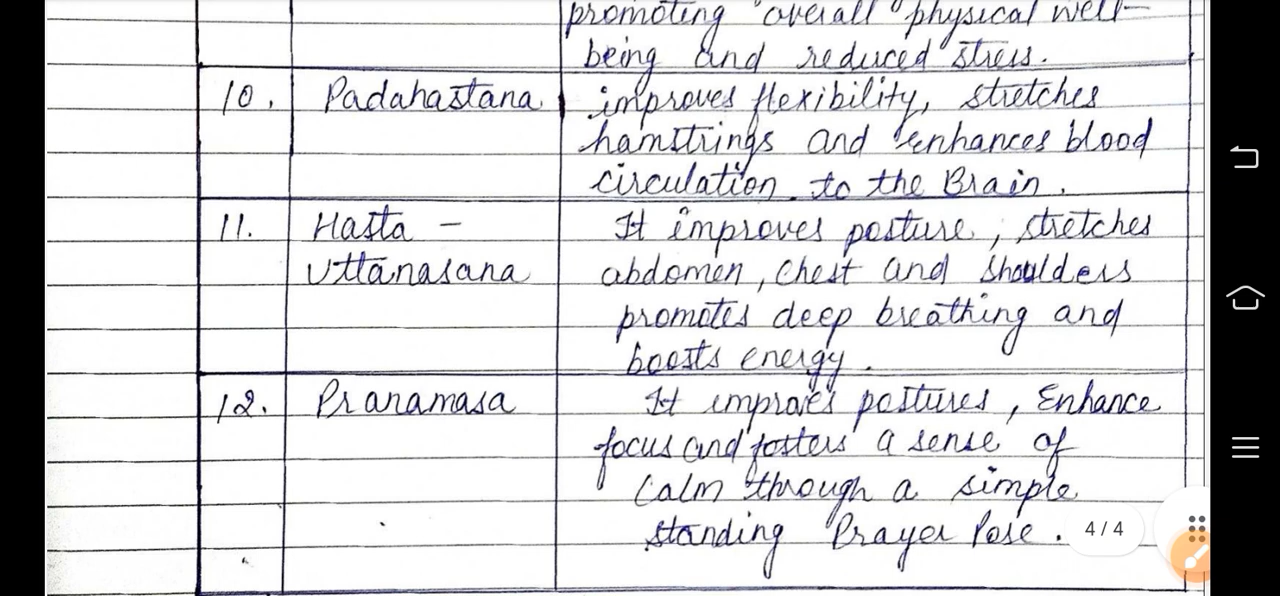 promoting overall physical well-
being and reduced stress.
10. Padahastana improves flexibility, stretches
hamstrings and enhances blood
circulation to the Brain.
11. Hasta - It improves posture, stretches
Uttanasana abdomen, chest and shoulders
promotes deep breathing and
boosts energy.
12. Pranamasa It improves postures, Enhance
focus and fosters a sense of
Calm through a simple
standing Prayer Pose.
4/4